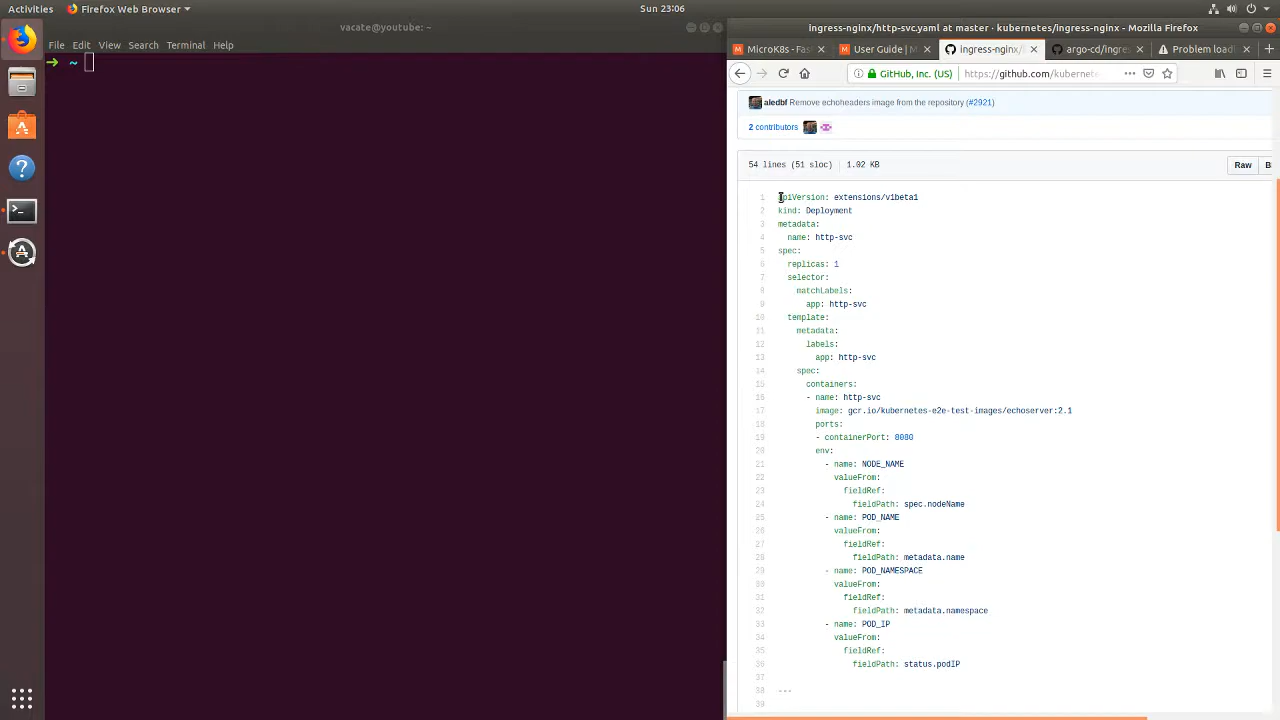 Activities
Firefox Web Browser
Sun 23:06
vacate@youtube: ~
File Edit View Search Terminal Help
➜ ~
ingress-nginx/http-svc.yaml at master · kubernetes/ingress-nginx - Mozilla Firefox
MicroK8s - Fas
User Guide | M
ingress-nginx/
argo-cd/ingres
Problem loadi
GitHub, Inc. (US)
https://github.com/kuberne
aledbf Remove echoheaders image from the repository (#2921)
2 contributors
54 lines (51 sloc) 1.02 KB
Raw
B
1 apiVersion: extensions/v1beta1
2 kind: Deployment
3 metadata:
4 name: http-svc
5 spec:
6 replicas: 1
7 selector:
8 matchLabels:
9 app: http-svc
10 template:
11 metadata:
12 labels:
13 app: http-svc
14 spec:
15 containers:
16 - name: http-svc
17 image: gcr.io/kubernetes-e2e-test-images/echoserver:2.1
18 ports:
19 - containerPort: 8080
20 env:
21 - name: NODE_NAME
22 valueFrom:
23 fieldRef:
24 fieldPath: spec.nodeName
25 - name: POD_NAME
26 valueFrom:
27 fieldRef:
28 fieldPath: metadata.name
29 - name: POD_NAMESPACE
30 valueFrom:
31 fieldRef:
32 fieldPath: metadata.namespace
33 - name: POD_IP
34 valueFrom:
35 fieldRef:
36 fieldPath: status.podIP
37
38 ---
39